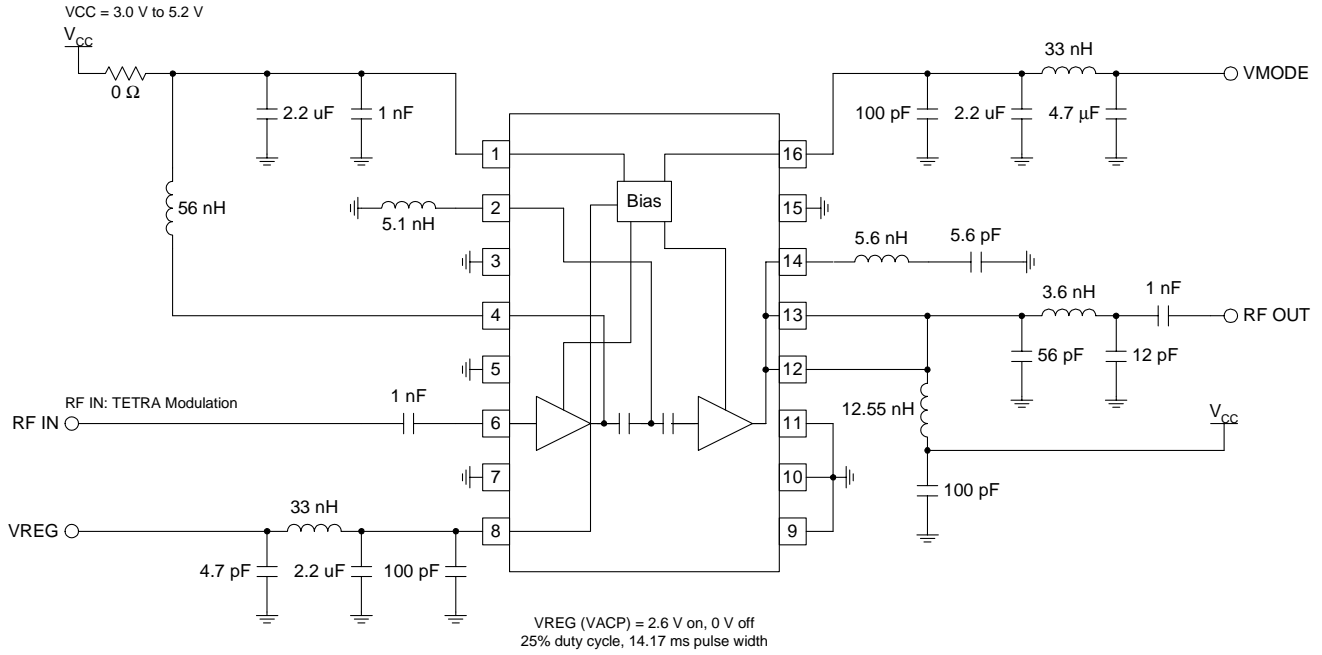 VCC = 3.0 V to 5.2 V
VCC
0 Ω
2.2 uF
1 nF
56 nH
5.1 nH
1
2
3
4
5
6
7
8
Bias
16
15
14
13
12
11
10
9
33 nH
VMODE
100 pF
2.2 uF
4.7 µF
5.6 nH
5.6 pF
3.6 nH
1 nF
RF OUT
56 pF
12 pF
12.55 nH
VCC
100 pF
RF IN: TETRA Modulation
RF IN
1 nF
VREG
33 nH
4.7 pF
2.2 uF
100 pF
VREG (VACP) = 2.6 V on, 0 V off
25% duty cycle, 14.17 ms pulse width